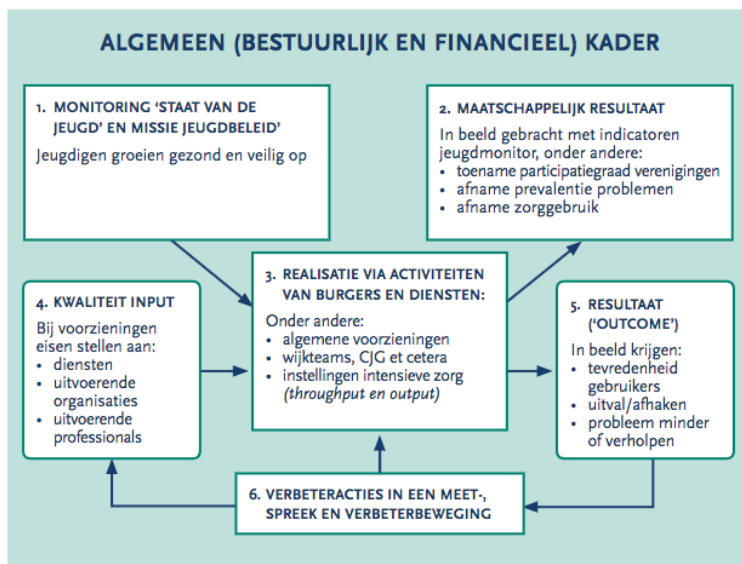 ALGEMEEN (BESTUURLIJK EN FINANCIEEL) KADER
1. MONITORING ‘STAAT VAN DE
JEUGD’ EN MISSIE JEUGDBELEID’
Jeugdigen groeien gezond en veilig op
2. MAATSCHAPPELIJK RESULTAAT
In beeld gebracht met indicatoren
jeugdmonitor, onder andere:
• toename participatiegraad verenigingen
• afname prevalentie problemen
• afname zorggebruik
3. REALISATIE VIA ACTIVITEITEN
VAN BURGERS EN DIENSTEN:
Onder andere:
• algemene voorzieningen
• wijkteams, CJG et cetera
• instellingen intensieve zorg
(throughput en output)
4. KWALITEIT INPUT
Bij voorzieningen
eisen stellen aan:
• diensten
• uitvoerende
organisaties
• uitvoerende
professionals
5. RESULTAAT
(‘OUTCOME’)
In beeld krijgen:
• tevredenheid
gebruikers
• uitval/afhaken
• probleem minder
of verholpen
6. VERBETERACTIES IN EEN MEET-,
SPREEK EN VERBETERBEWEGING